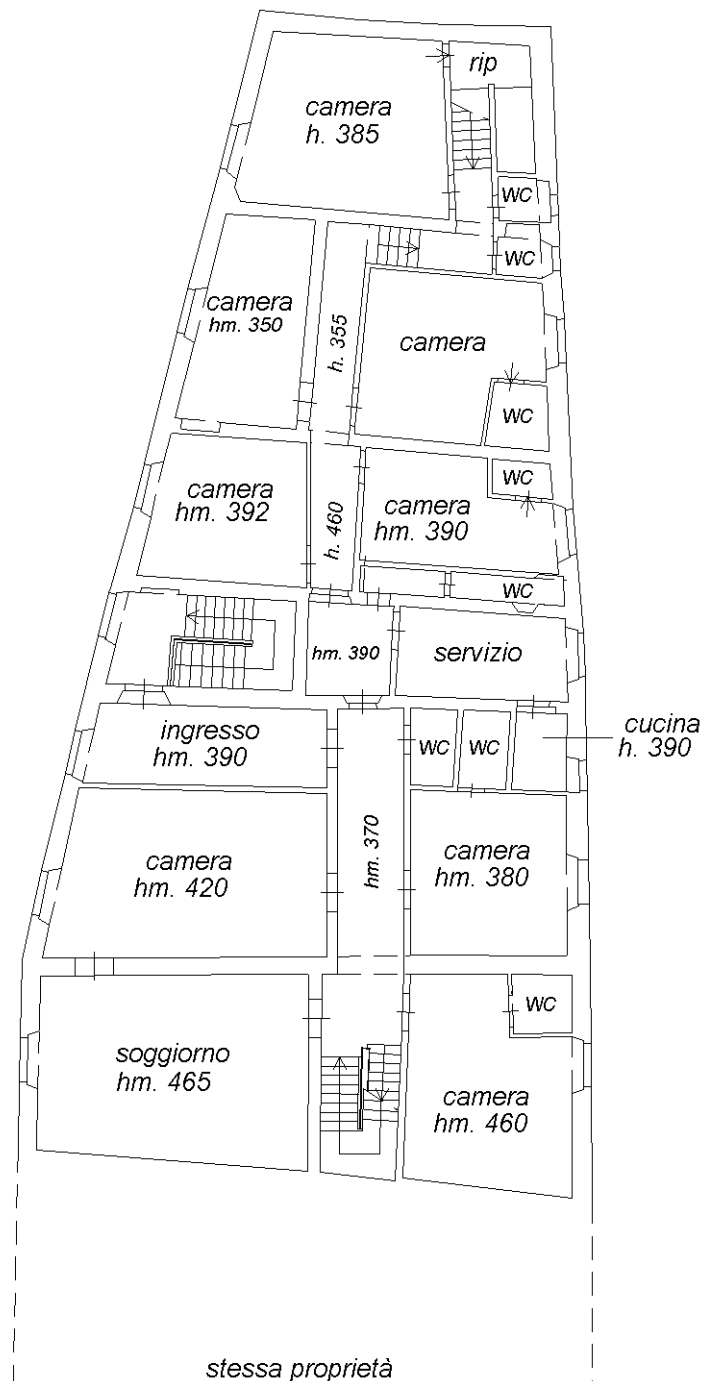 rip
camera
h. 385
wc
wc
camera
hm. 350
h. 355
camera
wc
wc
camera
hm. 392
h. 460
camera
hm. 390
wc
hm. 390
servizio
ingresso
hm. 390
wc
wc
cucina
h. 390
camera
hm. 420
hm. 370
camera
hm. 380
wc
soggiorno
hm. 465
camera
hm. 460
stessa proprietà